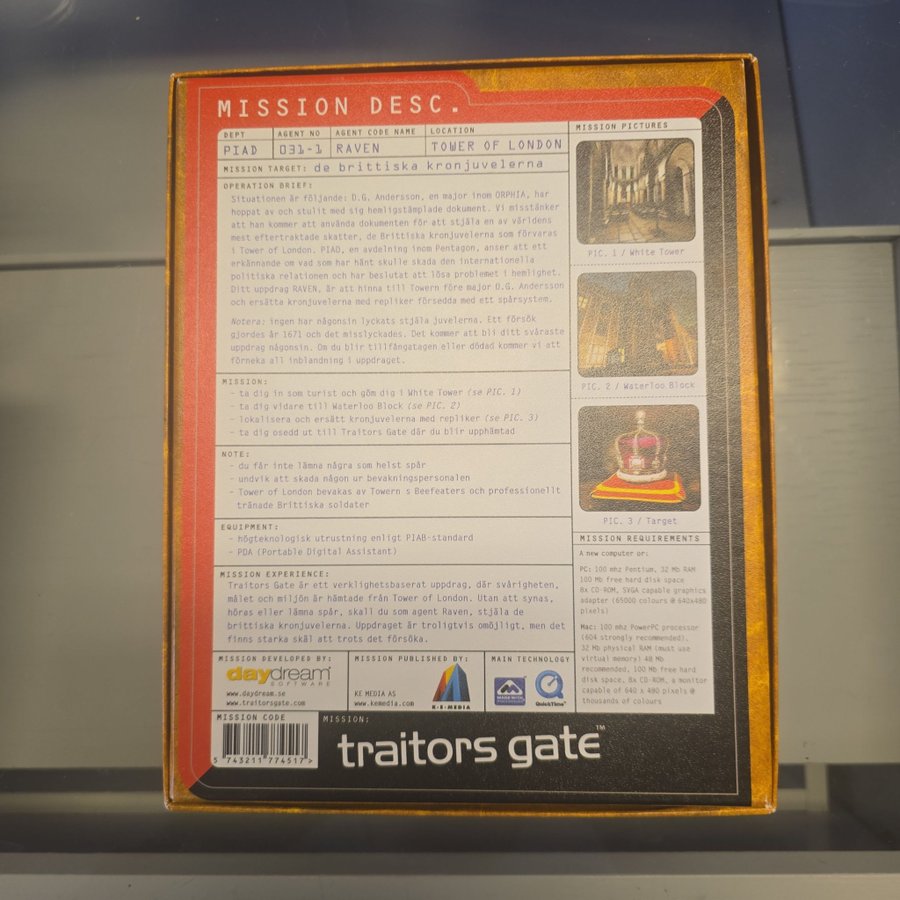 MISSION DESC.
DEPT
PIAD
AGENT NO
031-1
AGENT CODE NAME
RAVEN
LOCATION
TOWER OF LONDON
MISSION TARGET: de brittiska kronjuvelerna
OPERATION BRIEF:
Situationen är följande: D.G. Andersson, en major inom ORPHIA, har
hoppat av och stulit med sig hemligstämplade dokument. Vi misstänker
att han kommer att använda dokumenten för att stjäla en av världens
mest eftertraktade skatter, de Brittiska kronjuvelerna som förvaras
i Tower of London. PIAD, en avdelning inom Pentagon, anser att ett
erkännande om vad som har hänt skulle skada den internationella
politiska relationen och har beslutat att lösa problemet i hemlighet.
Ditt uppdrag RAVEN, är att hinna till Towern före major D.G. Andersson
och ersätta kronjuvelerna med repliker försedda med ett spårsystem.
Notera: ingen har någonsin lyckats stjäla juvelerna. Ett försök
gjordes år 1671 och det misslyckades. Det kommer att bli ditt svåraste
uppdrag någonsin. Om du blir tillfångatagen eller dödad kommer vi att
förneka all inblandning i uppdraget.
MISSION:
- ta dig in som turist och göm dig i White Tower (se PIC. 1)
- ta dig vidare till Waterloo Block (se PIC. 2)
- lokalisera och ersätt kronjuvelerna med repliker (se PIC. 3)
- ta dig osedd ut till Traitors Gate där du blir upphämtad
NOTE:
- du får inte lämna några som helst spår
- undvik att skada någon ur bevakningspersonalen
- Tower of London bevakas av Towern s Beefeaters och professionellt
tränade Brittiska soldater
EQUIPMENT:
- högteknologisk utrustning enligt PIAB-standard
- PDA (Portable Digital Assistant)
MISSION EXPERIENCE:
Traitors Gate är ett verklighetsbaserat uppdrag, där svårigheten,
målet och miljön är hämtade från Tower of London. Utan att synas,
höras eller lämna spår, skall du som agent Raven, stjäla de
brittiska kronjuvelerna. Uppdraget är troligtvis omöjligt, men det
finns starka skäl att trots det försöka.
MISSION PICTURES
PIC. 1 / White Tower
PIC. 2 / Waterloo Block
PIC. 3 / Target
MISSION REQUIREMENTS
A new computer or:
PC: 100 mhz Pentium, 32 Mb RAM
100 Mb free hard disk space
8x CD-ROM, SVGA capable graphics
adapter (65000 colours @ 640x480
pixels)
Mac: 100 mhz PowerPC processor
(604 strongly recommended),
32 Mb physical RAM (must use
virtual memory) 48 Mb
recommended, 100 Mb free hard
disk space, 8x CD-ROM, a monitor
capable of 640 x 480 pixels @
thousands of colours
MISSION DEVELOPED BY:
daydream
SOFTWARE
www.daydream.se
www.traitorsgate.com
MISSION PUBLISHED BY:
KE MEDIA AS
www.kemedia.com
K-E-MEDIA
MAIN TECHNOLOGY
QuickTime™
MISSION CODE
5 743211 774517 >
MISSION:
traitors gate™